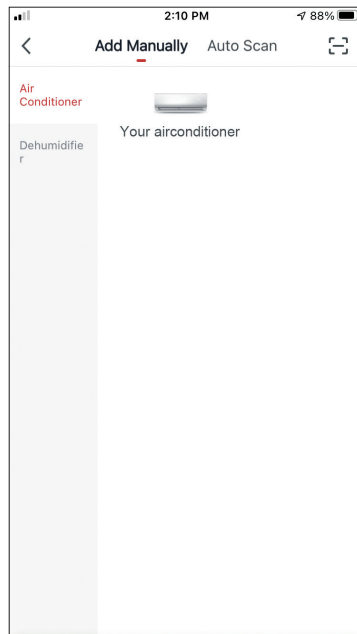 2:10 PM
88%
Add Manually Auto Scan
Air
Conditioner
Your airconditioner
Dehumidifie
r